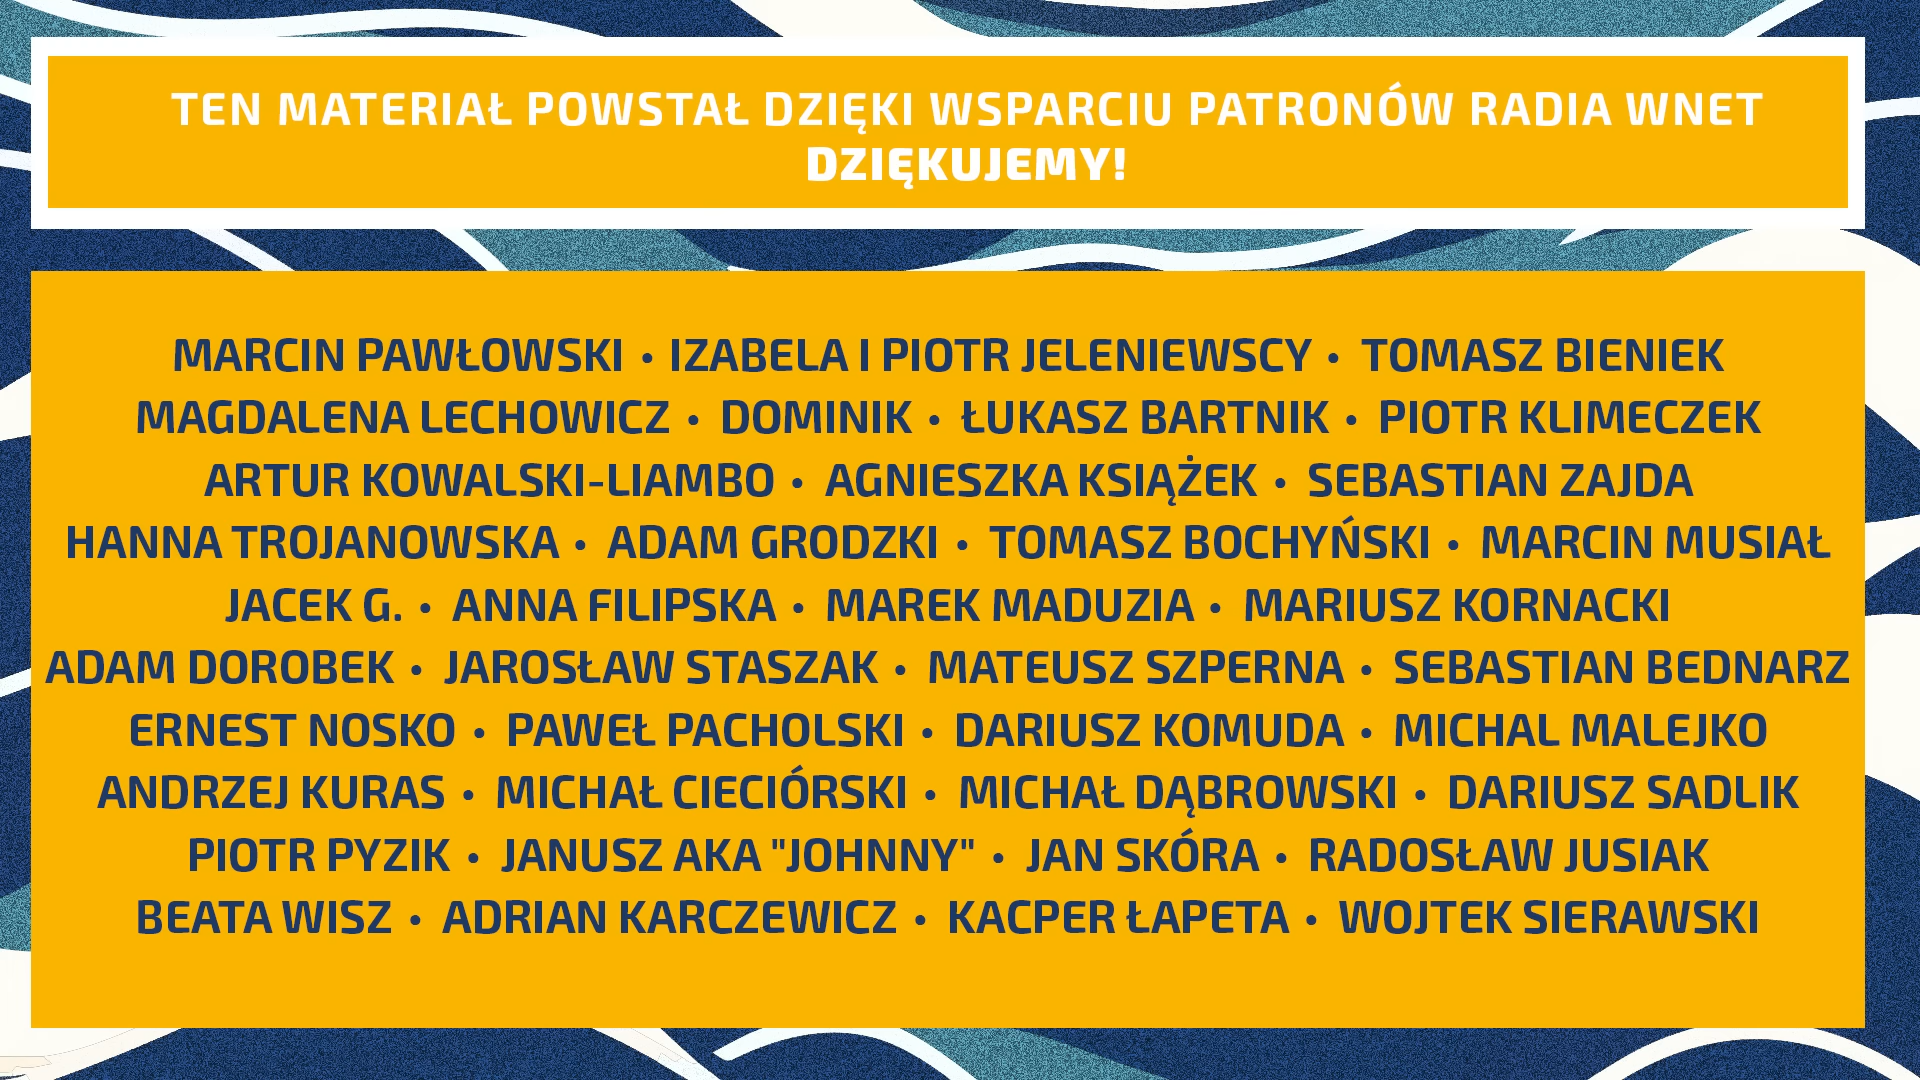 TEN MATERIAŁ POWSTAŁ DZIĘKI WSPARCIU PATRONÓW RADIA WNET
DZIĘKUJEMY!
MARCIN PAWŁOWSKI • IZABELA I PIOTR JELENIEWSCY • TOMASZ BIENIEK
MAGDALENA LECHOWICZ • DOMINIK • ŁUKASZ BARTNIK • PIOTR KLIMECZEK
ARTUR KOWALSKI-LIAMBO • AGNIESZKA KSIĄŻEK • SEBASTIAN ZAJDA
HANNA TROJANOWSKA • ADAM GRODZKI • TOMASZ BOCHYŃSKI • MARCIN MUSIAŁ
JACEK G. • ANNA FILIPSKA • MAREK MADUZIA • MARIUSZ KORNACKI
ADAM DOROBEK • JAROSŁAW STASZAK • MATEUSZ SZPERNA • SEBASTIAN BEDNARZ
ERNEST NOSKO • PAWEŁ PACHOLSKI • DARIUSZ KOMUDA • MICHAL MALEJKO
ANDRZEJ KURAS • MICHAŁ CIECIÓRSKI • MICHAŁ DĄBROWSKI • DARIUSZ SADLIK
PIOTR PYZIK • JANUSZ AKA "JOHNNY" • JAN SKÓRA • RADOSŁAW JUSIAK
BEATA WISZ • ADRIAN KARCZEWICZ • KACPER ŁAPETA • WOJTEK SIERAWSKI